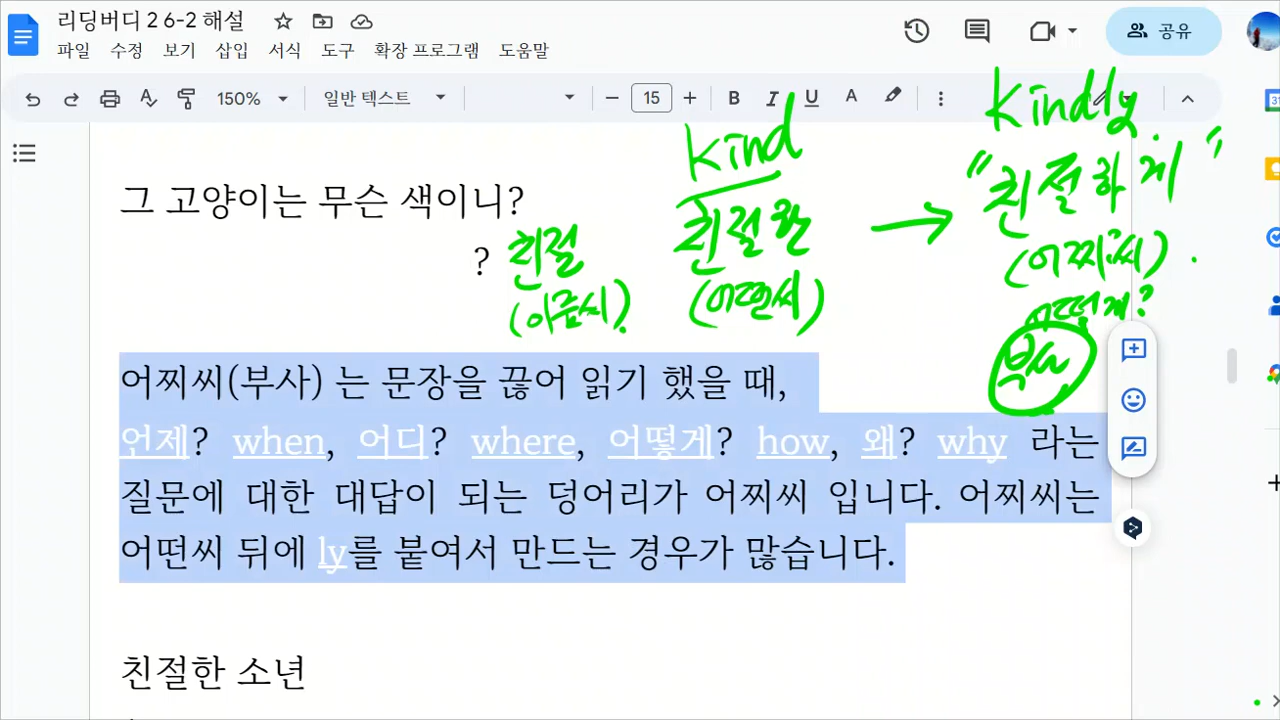 리딩버디 2 6-2 해설
파일 수정 보기 삽입 서식 도구 확장 프로그램 도움말
공유
150% 일반 텍스트 15 B I U A
kind
kindly
그 고양이는 무슨 색이니?
?
친절
(이름씨)
친절한
(어떤씨)
→ "친절하게"
(어찌씨)
어떻게?
부사
어찌씨(부사) 는 문장을 끊어 읽기 했을 때,
언제? when, 어디? where, 어떻게? how, 왜? why 라는
질문에 대한 대답이 되는 덩어리가 어찌씨 입니다. 어찌씨는
어떤씨 뒤에 ly를 붙여서 만드는 경우가 많습니다.
친절한 소년